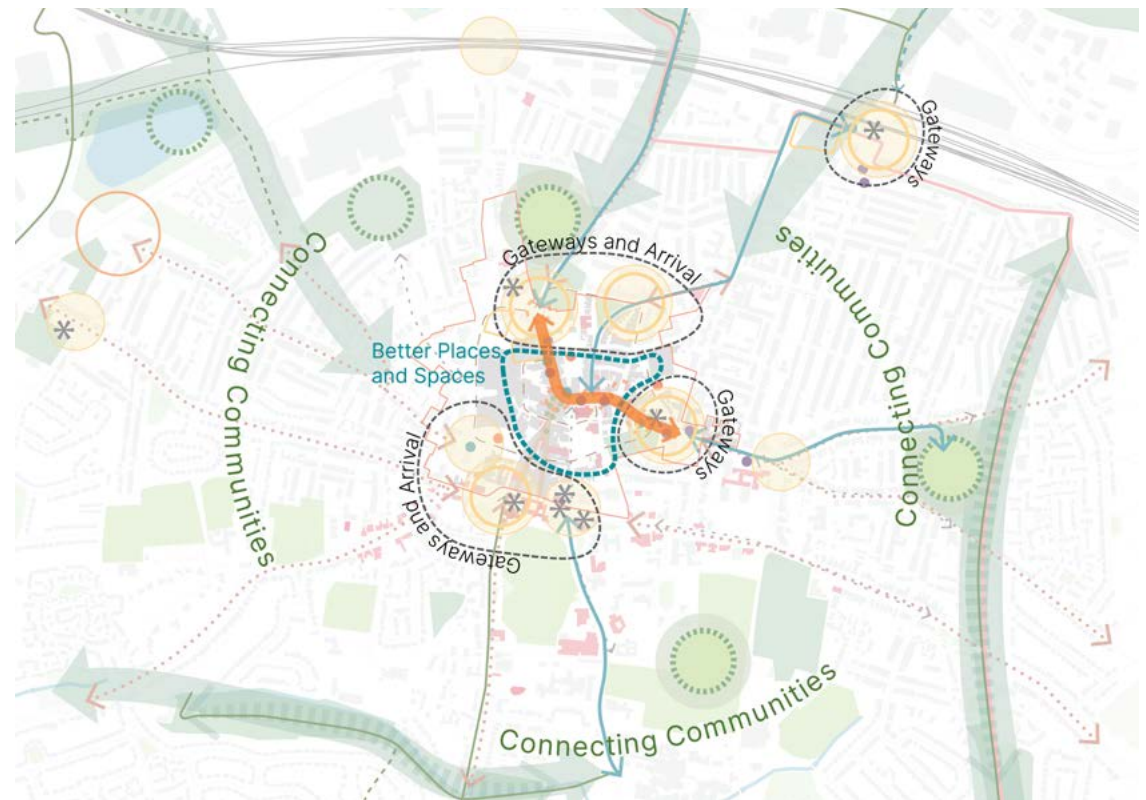 Gateways
Gateways and Arrival
Connecting Communities
Connecting Communities
Better Places
and Spaces
Gateways
Gateways and Arrival
Connecting Communities